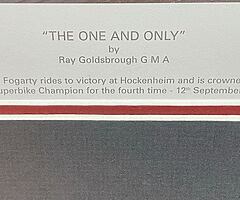 "THE ONE AND ONLY"
by
Ray Goldsbrough G M A
Fogarty rides to victory at Hockenheim and is crowne
uperbike Champion for the fourth time - 12th September